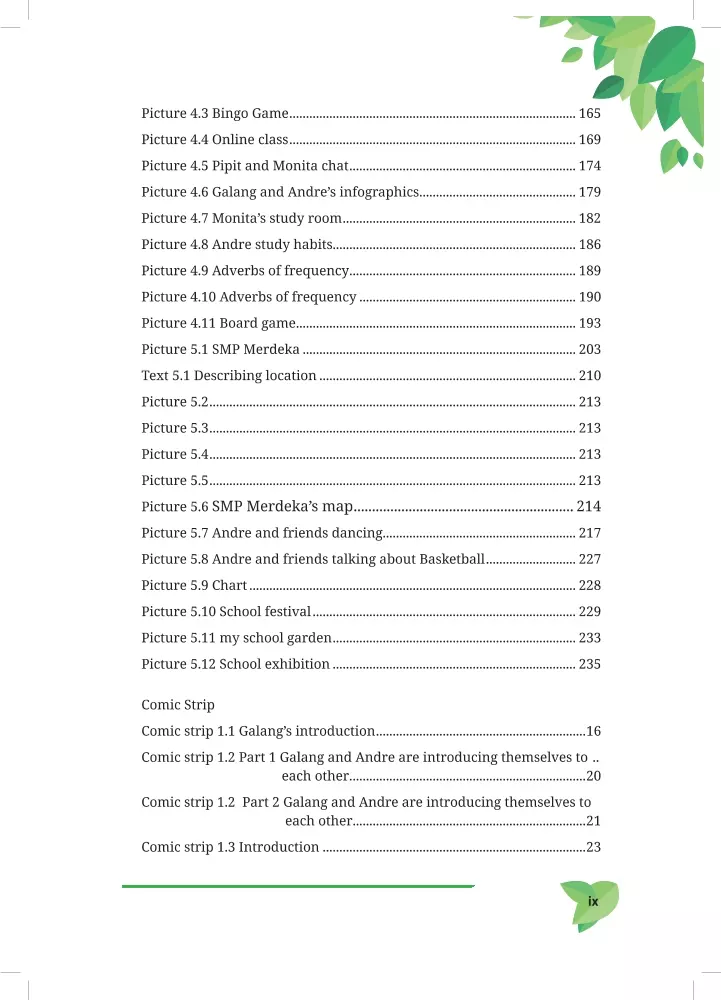 Picture 4.3 Bingo Game...................................................................................... 165
Picture 4.4 Online class...................................................................................... 169
Picture 4.5 Pipit and Monita chat.................................................................... 174
Picture 4.6 Galang and Andre’s infographics............................................... 179
Picture 4.7 Monita’s study room...................................................................... 182
Picture 4.8 Andre study habits......................................................................... 186
Picture 4.9 Adverbs of frequency.................................................................... 189
Picture 4.10 Adverbs of frequency ................................................................. 190
Picture 4.11 Board game.................................................................................... 193
Picture 5.1 SMP Merdeka .................................................................................. 203
Text 5.1 Describing location ............................................................................. 210
Picture 5.2.............................................................................................................. 213
Picture 5.3.............................................................................................................. 213
Picture 5.4.............................................................................................................. 213
Picture 5.5.............................................................................................................. 213
Picture 5.6 SMP Merdeka’s map............................................................ 214
Picture 5.7 Andre and friends dancing.......................................................... 217
Picture 5.8 Andre and friends talking about Basketball........................... 227
Picture 5.9 Chart .................................................................................................. 228
Picture 5.10 School festival............................................................................... 229
Picture 5.11 my school garden......................................................................... 233
Picture 5.12 School exhibition ......................................................................... 235
Comic Strip
Comic strip 1.1 Galang’s introduction...............................................................16
Comic strip 1.2 Part 1 Galang and Andre are introducing themselves to ..
each other.......................................................................20
Comic strip 1.2 Part 2 Galang and Andre are introducing themselves to
each other......................................................................21
Comic strip 1.3 Introduction ...............................................................................23
ix